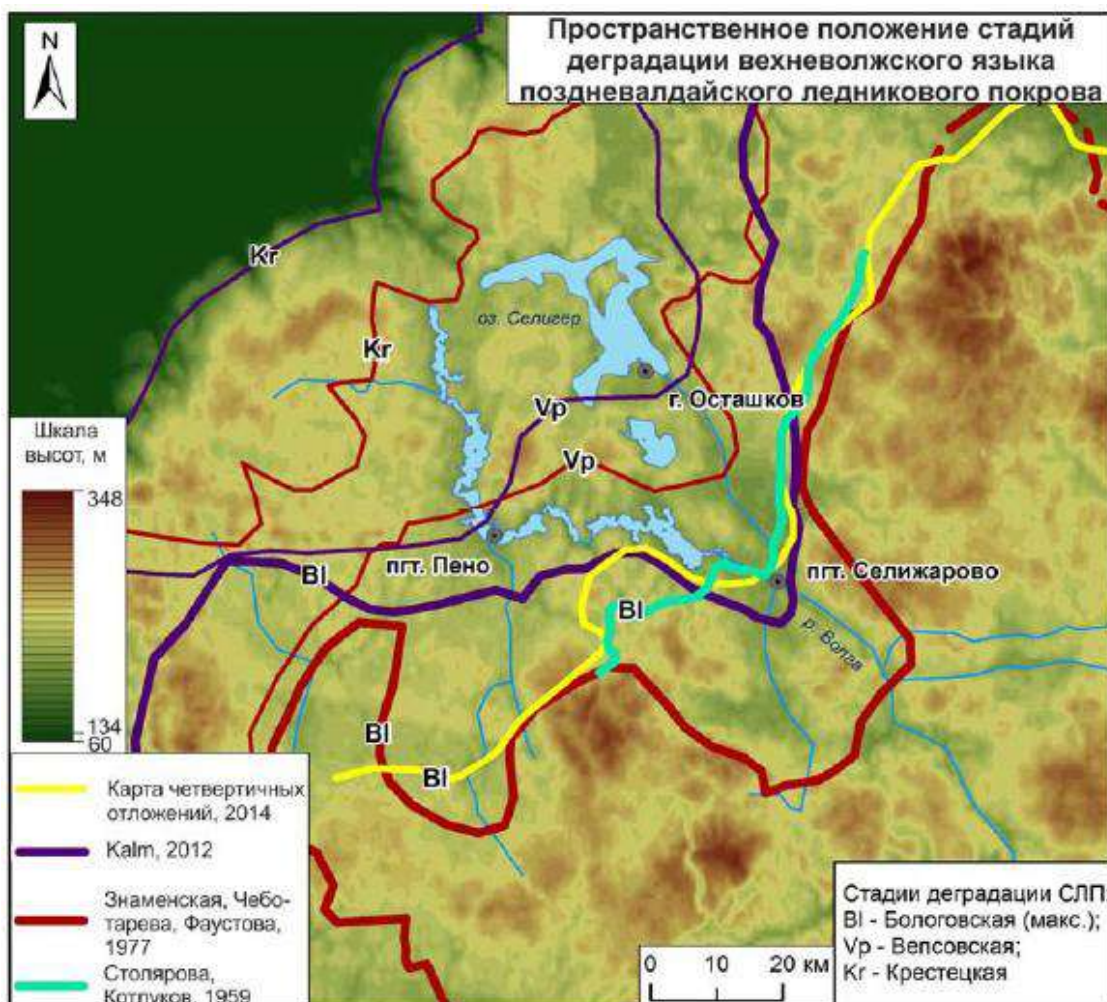 N
Пространственное положение стадий
деградации вехневолжского языка
поздневалдайского ледникового покрова
Kr
оз. Селигер
Kr
Vp
г. Осташков
Vp
Шкала
высот, м
348
134
60
пгт. Пено
Bl
пгт. Селижарово
Bl
р. Волга
Bl
Bl
Карта четвертичных
отложений, 2014
Kalm, 2012
Знаменская, Чебо-
тарева, Фаустова,
1977
Столярова,
Котлуков, 1959
0 10 20 км
Стадии деградации СЛП
Bl - Бологовская (макс.);
Vp - Вепсовская;
Kr - Крестецкая